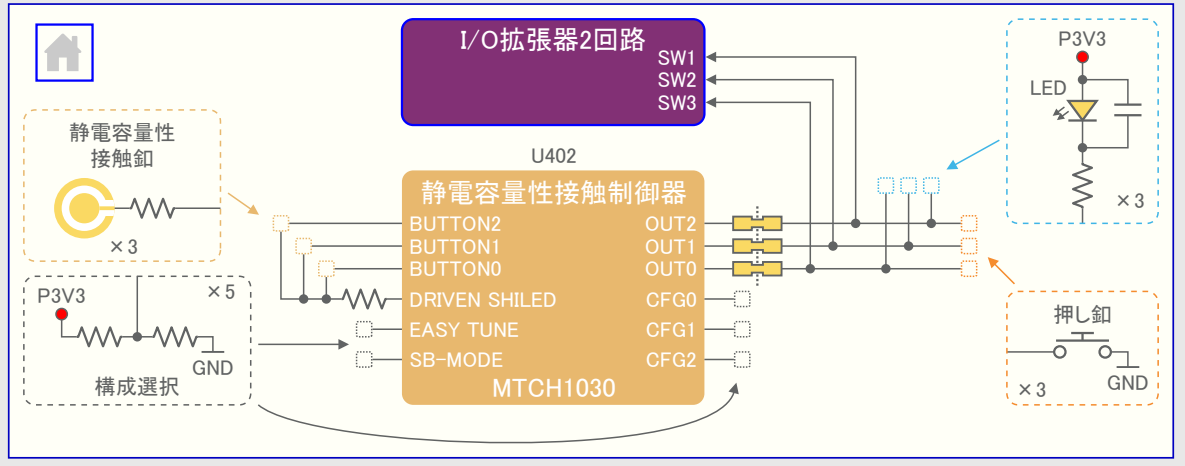 I/O拡張器2回路
SW1
SW2
SW3
P3V3
LED
×3
静電容量性
接触釦
×3
U402
静電容量性接触制御器
BUTTON2
OUT2
BUTTON1
OUT1
BUTTON0
OUT0
DRIVEN SHILED
CFG0
EASY TUNE
CFG1
SB-MODE
CFG2
MTCH1030
P3V3
×5
GND
構成選択
押し釦
×3
GND